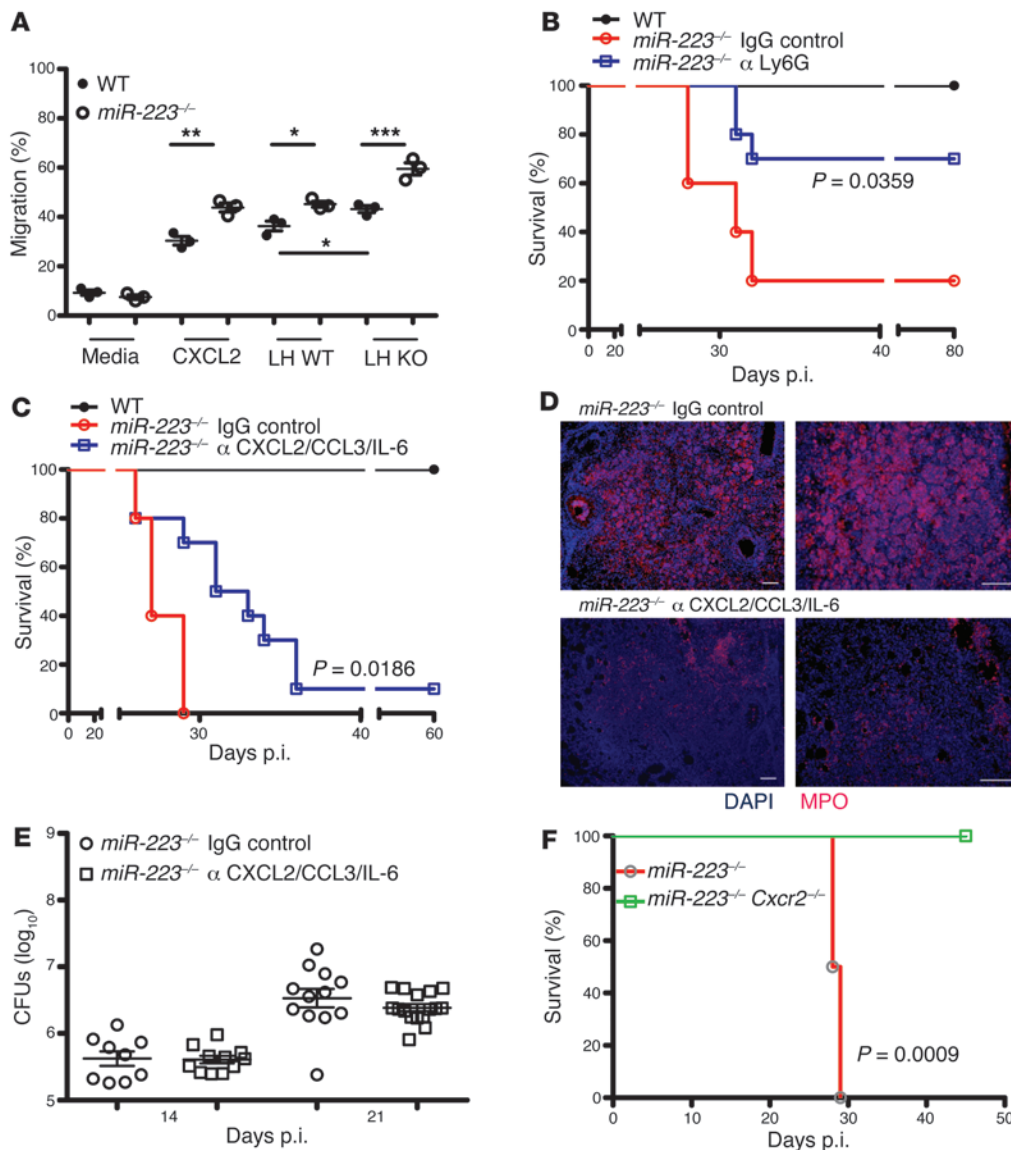 A
WT
miR-223–/–
Migration (%)
100
80
60
40
20
0
** * ***
*
Media CXCL2 LH WT LH KO
B
WT
miR-223–/– IgG control
miR-223–/– α Ly6G
Survival (%)
100
80
60
40
20
0
P = 0.0359
0 20 30 40 80
Days p.i.
C
WT
miR-223–/– IgG control
miR-223–/– α CXCL2/CCL3/IL-6
Survival (%)
100
80
60
40
20
0
P = 0.0186
0 20 30 40 60
Days p.i.
D
miR-223–/– IgG control
miR-223–/– α CXCL2/CCL3/IL-6
DAPI MPO
E
miR-223–/– IgG control
miR-223–/– α CXCL2/CCL3/IL-6
CFUs (log10)
9
8
7
6
5
14 21
Days p.i.
F
miR-223–/–
miR-223–/– Cxcr2–/–
Survival (%)
100
80
60
40
20
0
P = 0.0009
0 10 20 30 40 50
Days p.i.